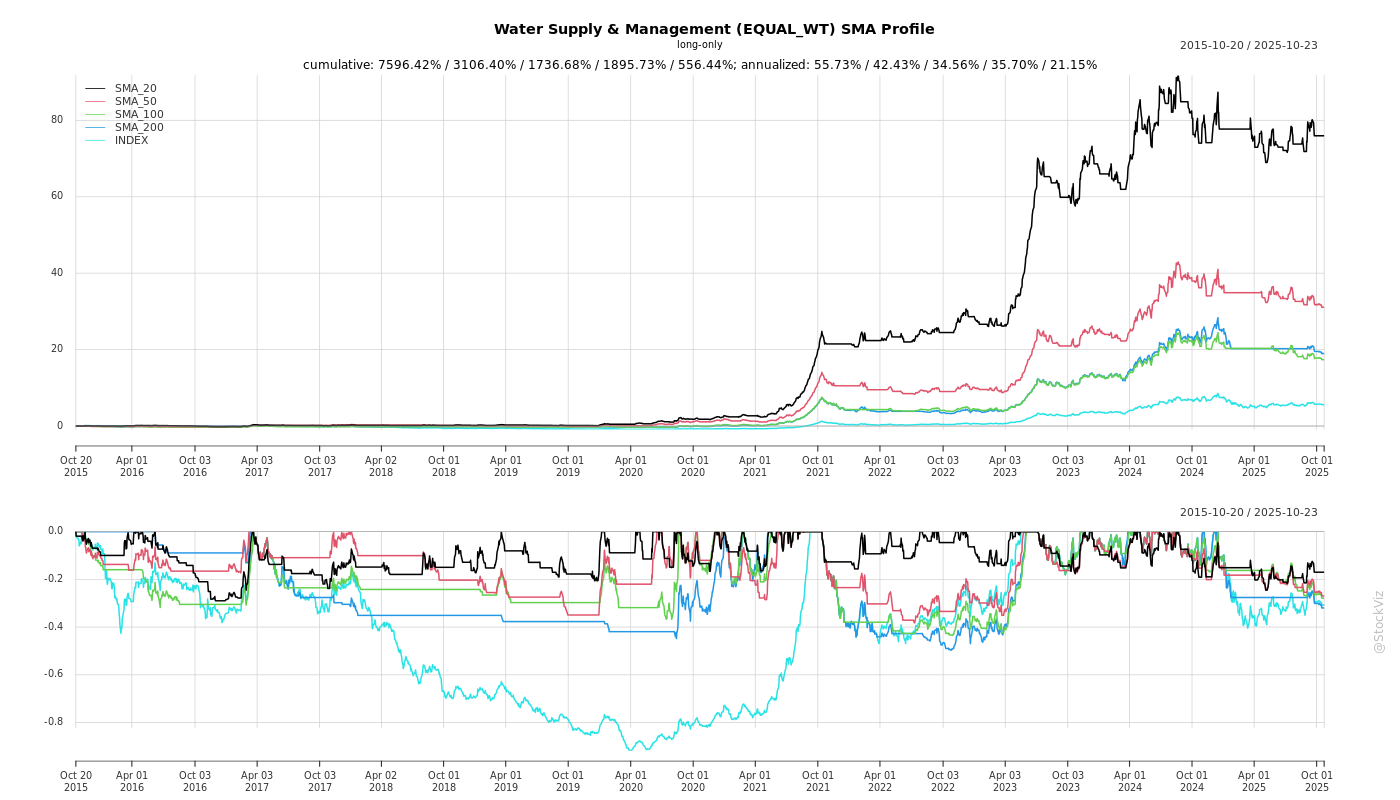 Water Supply & Management (EQUAL_WT) SMA Profile
long-only
2015-10-20 / 2025-10-23
cumulative: 7596.42% / 3106.40% / 1736.68% / 1895.73% / 556.44%; annualized: 55.73% / 42.43% / 34.56% / 35.70% / 21.15%
SMA_20
SMA_50
SMA_100
SMA_200
INDEX
80
60
40
20
0
Oct 20 Apr 01 Oct 03 Apr 03 Oct 03 Apr 02 Oct 01 Apr 01 Oct 01 Apr 01 Oct 01 Apr 01 Oct 01 Apr 01 Oct 03 Apr 03 Oct 03 Apr 01 Oct 01 Apr 01 Oct 01
2015 2016 2016 2017 2017 2018 2018 2019 2019 2020 2020 2021 2021 2022 2022 2023 2023 2024 2024 2025 2025
2015-10-20 / 2025-10-23
0.0
-0.2
-0.4
-0.6
-0.8
Oct 20 Apr 01 Oct 03 Apr 03 Oct 03 Apr 02 Oct 01 Apr 01 Oct 01 Apr 01 Oct 01 Apr 01 Oct 01 Apr 01 Oct 03 Apr 03 Oct 03 Apr 01 Oct 01 Apr 01 Oct 01
2015 2016 2016 2017 2017 2018 2018 2019 2019 2020 2020 2021 2021 2022 2022 2023 2023 2024 2024 2025 2025
@StockViz